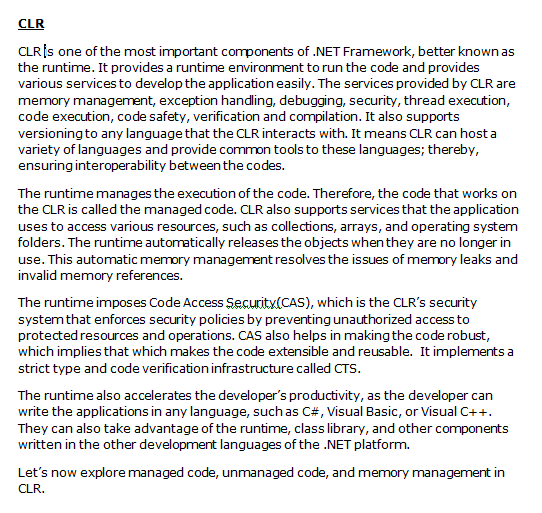 CLR
CLR is one of the most important components of .NET Framework, better known as
the runtime. It provides a runtime environment to run the code and provides
various services to develop the application easily. The services provided by CLR are
memory management, exception handling, debugging, security, thread execution,
code execution, code safety, verification and compilation. It also supports
versioning to any language that the CLR interacts with. It means CLR can host a
variety of languages and provide common tools to these languages; thereby,
ensuring interoperability between the codes.
The runtime manages the execution of the code. Therefore, the code that works on
the CLR is called the managed code. CLR also supports services that the application
uses to access various resources, such as collections, arrays, and operating system
folders. The runtime automatically releases the objects when they are no longer in
use. This automatic memory management resolves the issues of memory leaks and
invalid memory references.
The runtime imposes Code Access Security(CAS), which is the CLR's security
system that enforces security policies by preventing unauthorized access to
protected resources and operations. CAS also helps in making the code robust,
which implies that which makes the code extensible and reusable.  It implements a
strict type and code verification infrastructure called CTS.
The runtime also accelerates the developer's productivity, as the developer can
write the applications in any language, such as C#, Visual Basic, or Visual C++.
They can also take advantage of the runtime, class library, and other components
written in the other development languages of the .NET platform.
Let's now explore managed code, unmanaged code, and memory management in
CLR.